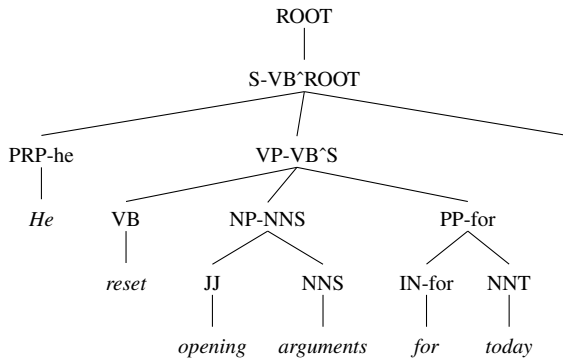 ROOT
S-VB^ROOT
PRP-he VP-VB^S
He VB NP-NNS PP-for
reset JJ NNS IN-for NNT
opening arguments for today